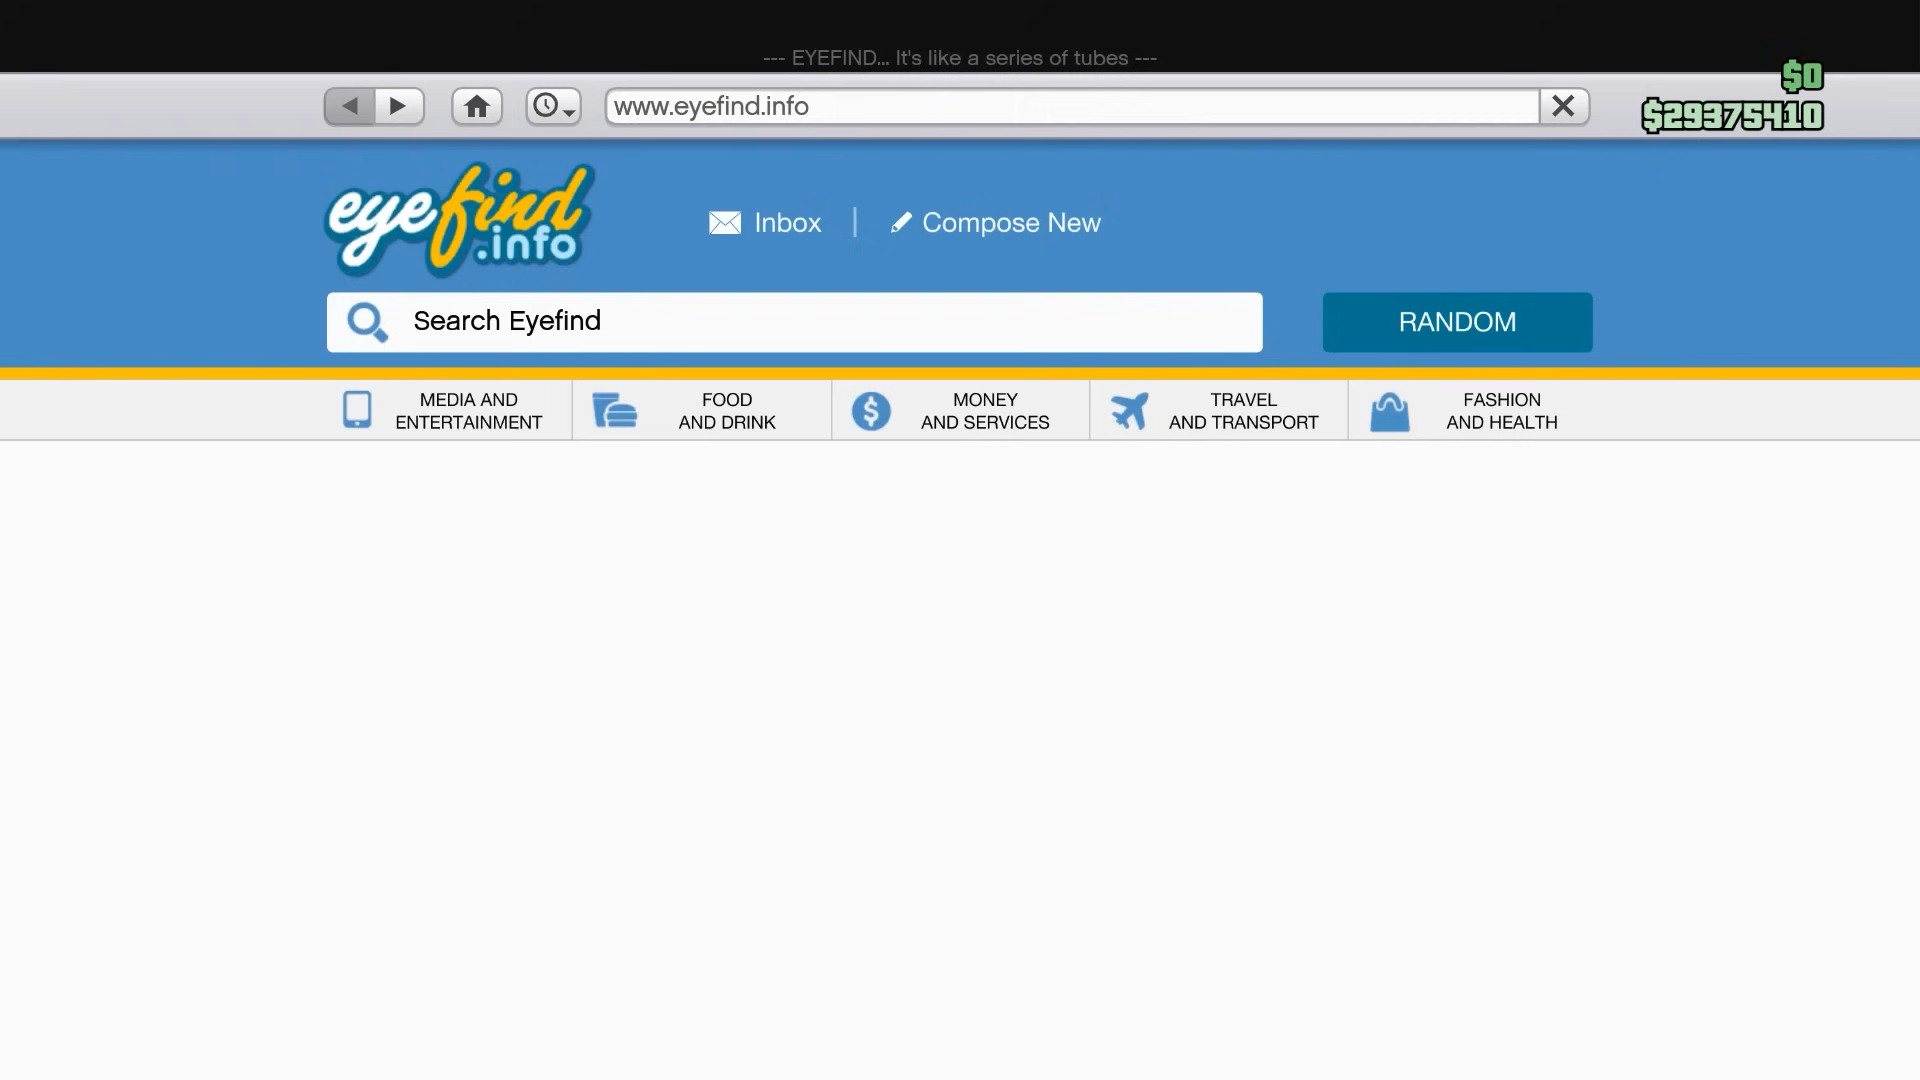 --- EYEFIND... It's like a series of tubes ---
$0
www.eyefind.info
$29375410
eyefind
.info
Inbox
Compose New
Search Eyefind
RANDOM
MEDIA AND
ENTERTAINMENT
FOOD
AND DRINK
MONEY
AND SERVICES
TRAVEL
AND TRANSPORT
FASHION
AND HEALTH